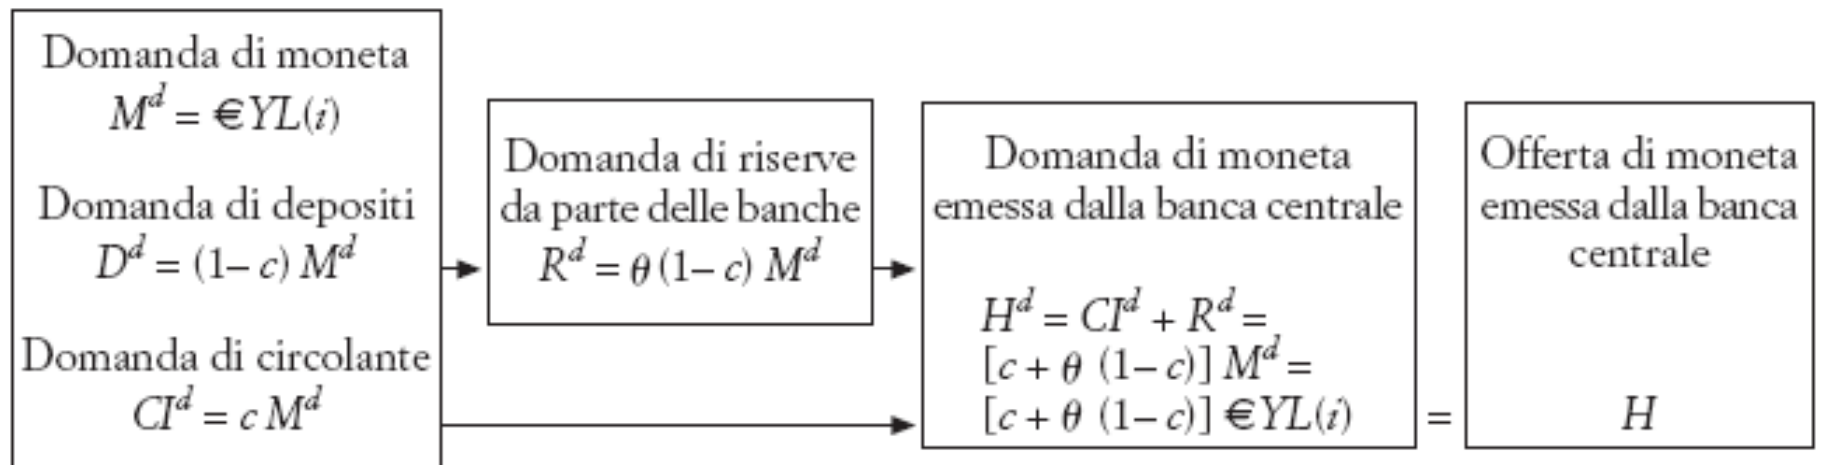 Domanda di moneta
M^d = €YL(i)
Domanda di depositi
D^d = (1– c) M^d
Domanda di circolante
CI^d = c M^d
Domanda di riserve
da parte delle banche
R^d = θ (1– c) M^d
Domanda di moneta
emessa dalla banca centrale
H^d = CI^d + R^d =
[c + θ (1– c)] M^d =
[c + θ (1– c)] €YL(i)
=
Offerta di moneta
emessa dalla banca
centrale
H